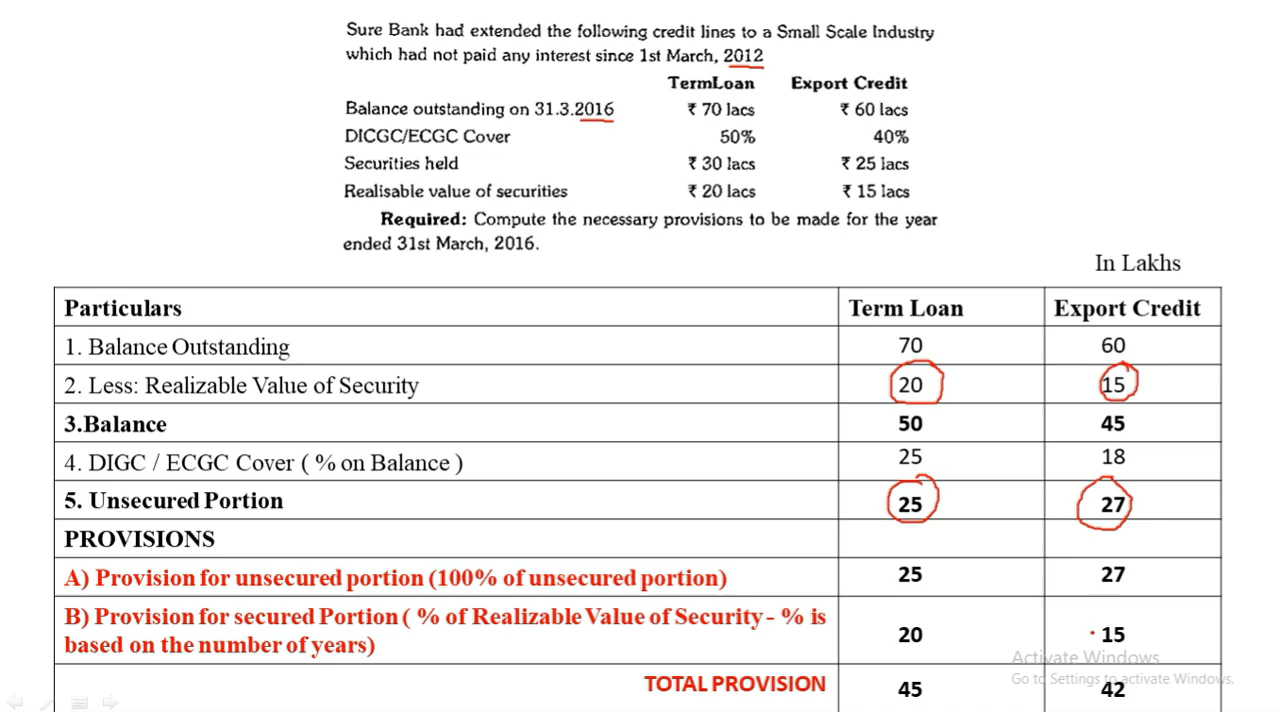 Sure Bank had extended the following credit lines to a Small Scale Industry
which had not paid any interest since 1st March, 2012
TermLoan Export Credit
Balance outstanding on 31.3.2016 ₹ 70 lacs ₹ 60 lacs
DICGC/ECGC Cover 50% 40%
Securities held ₹ 30 lacs ₹ 25 lacs
Realisable value of securities ₹ 20 lacs ₹ 15 lacs
Required: Compute the necessary provisions to be made for the year
ended 31st March, 2016.
In Lakhs
Particulars Term Loan Export Credit
1. Balance Outstanding 70 60
2. Less: Realizable Value of Security 20 15
3.Balance 50 45
4. DIGC / ECGC Cover ( % on Balance ) 25 18
5. Unsecured Portion 25 27
PROVISIONS
A) Provision for unsecured portion (100% of unsecured portion) 25 27
B) Provision for secured Portion ( % of Realizable Value of Security - % is
based on the number of years) 20 15
Activate Windows
Go to Settings to activate Windows.
TOTAL PROVISION 45 42